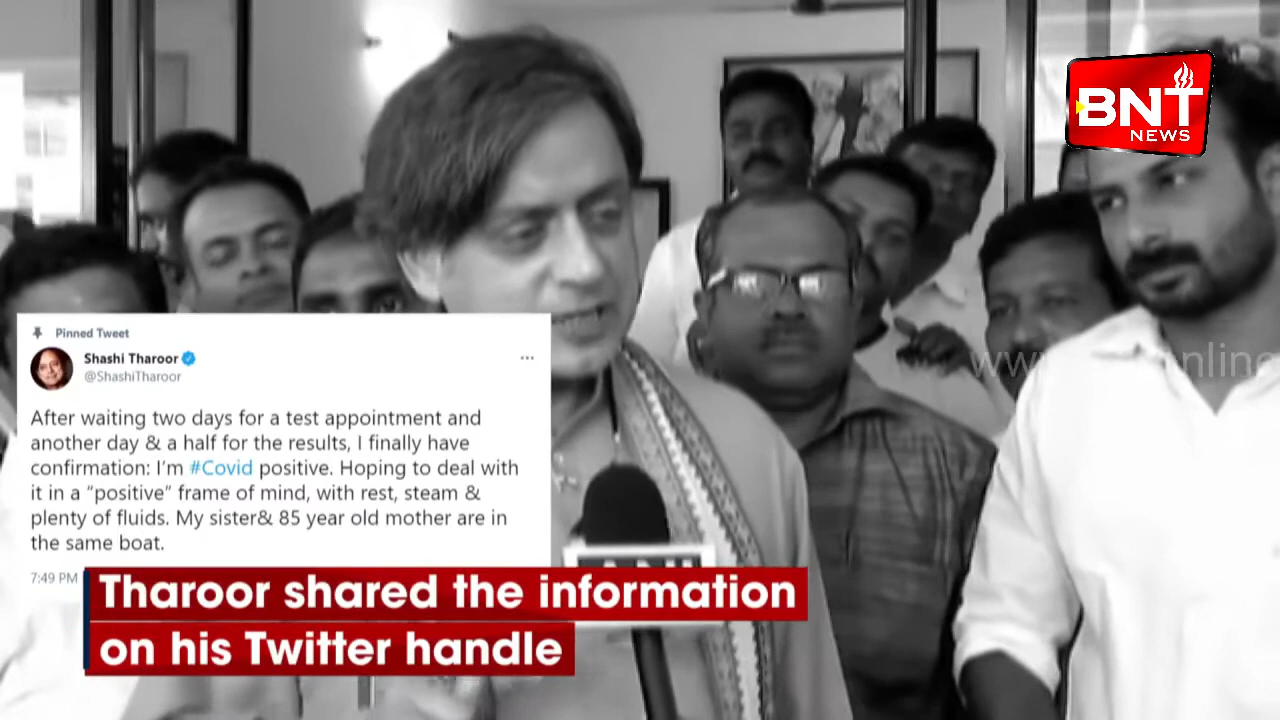 BNT
NEWS
Pinned Tweet
Shashi Tharoor
@ShashiTharoor
After waiting two days for a test appointment and
another day & a half for the results, I finally have
confirmation: I'm #Covid positive. Hoping to deal with
it in a “positive” frame of mind, with rest, steam &
plenty of fluids. My sister& 85 year old mother are in
the same boat.
7:49 PM
Tharoor shared the information
on his Twitter handle